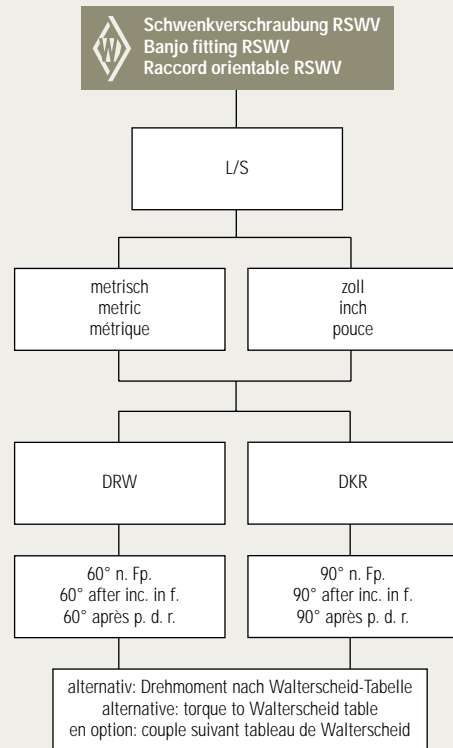 W
Schwenkverschraubung RSWV
Banjo fitting RSWV
Raccord orientable RSWV
L/S
metrisch
metric
métrique
zoll
inch
pouce
DRW
DKR
60° n. Fp.
60° after inc. in f.
60° après p. d. r.
90° n. Fp.
90° after inc. in f.
90° après p. d. r.
alternativ: Drehmoment nach Walterscheid-Tabelle
alternative: torque to Walterscheid table
en option: couple suivant tableau de Walterscheid